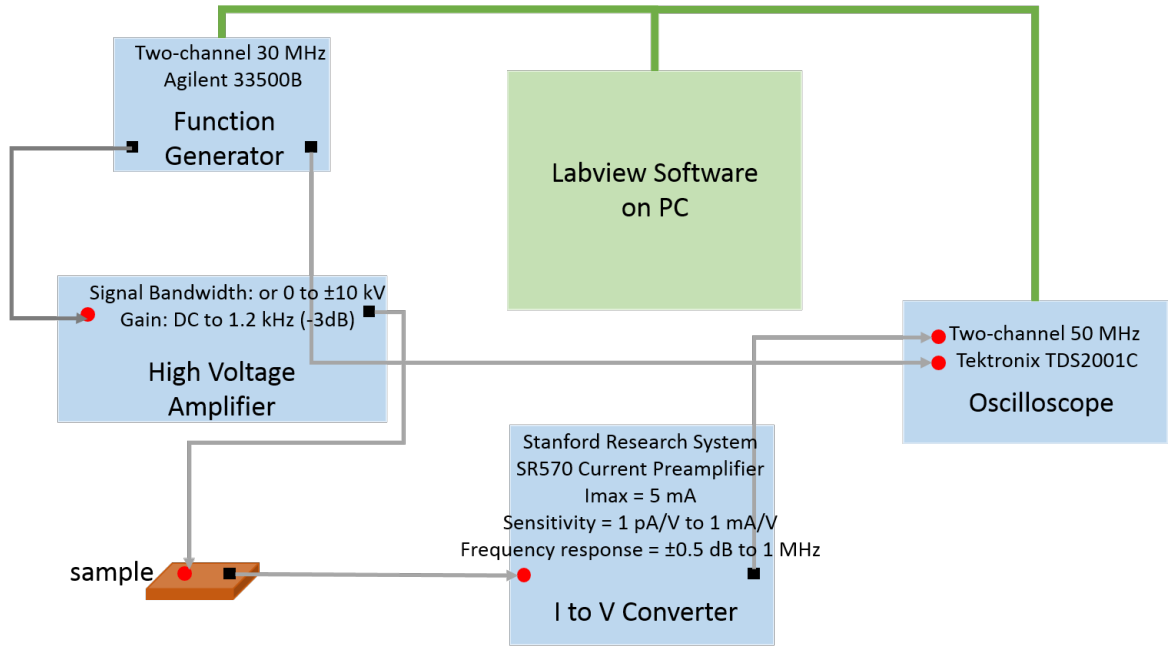 Two-channel 30 MHz
Agilent 33500B
Function
Generator
Labview Software
on PC
Signal Bandwidth: or 0 to ±10 kV
Gain: DC to 1.2 kHz (-3dB)
High Voltage
Amplifier
Two-channel 50 MHz
Tektronix TDS2001C
Oscilloscope
Stanford Research System
SR570 Current Preamplifier
Imax = 5 mA
Sensitivity = 1 pA/V to 1 mA/V
Frequency response = ±0.5 dB to 1 MHz
I to V Converter
sample